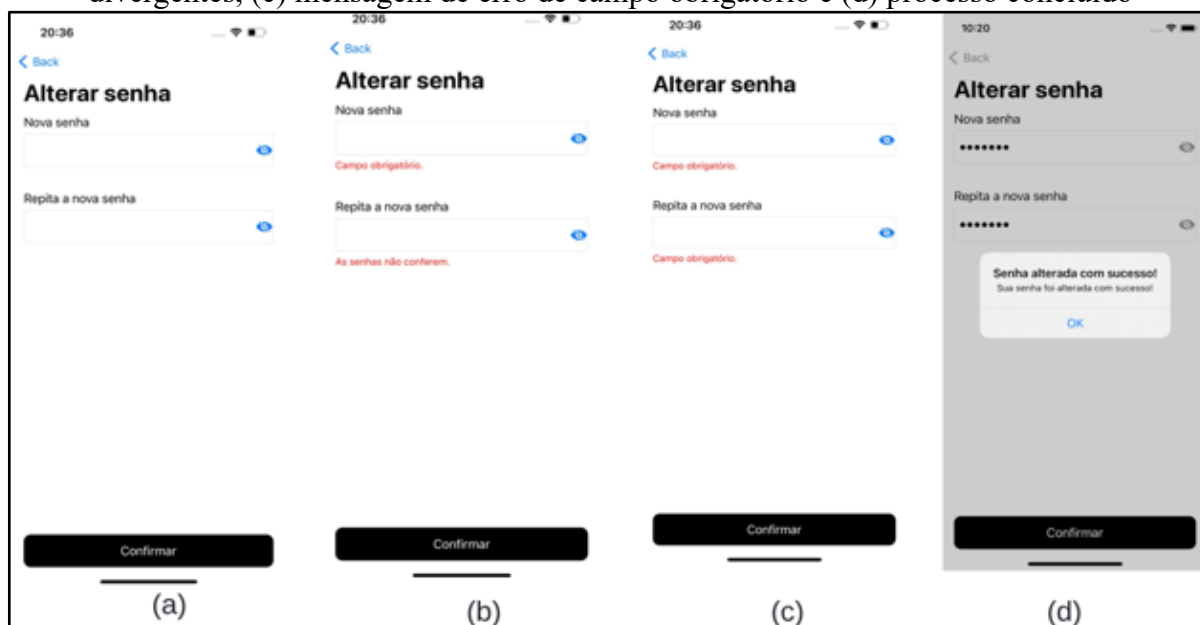 divergentes, (c) mensagem de erro de campo obrigatório e (d) processo concluído
20:36
Back
Alterar senha
Nova senha
Repita a nova senha
Confirmar
(a)
20:36
Back
Alterar senha
Nova senha
Campo obrigatório.
Repita a nova senha
As senhas não conferem.
Confirmar
(b)
20:36
Back
Alterar senha
Nova senha
Campo obrigatório.
Repita a nova senha
Campo obrigatório.
Confirmar
(c)
10:20
Back
Alterar senha
Nova senha
•••••••
Repita a nova senha
•••••••
Senha alterada com sucesso!
Sua senha foi alterada com sucesso!
OK
Confirmar
(d)